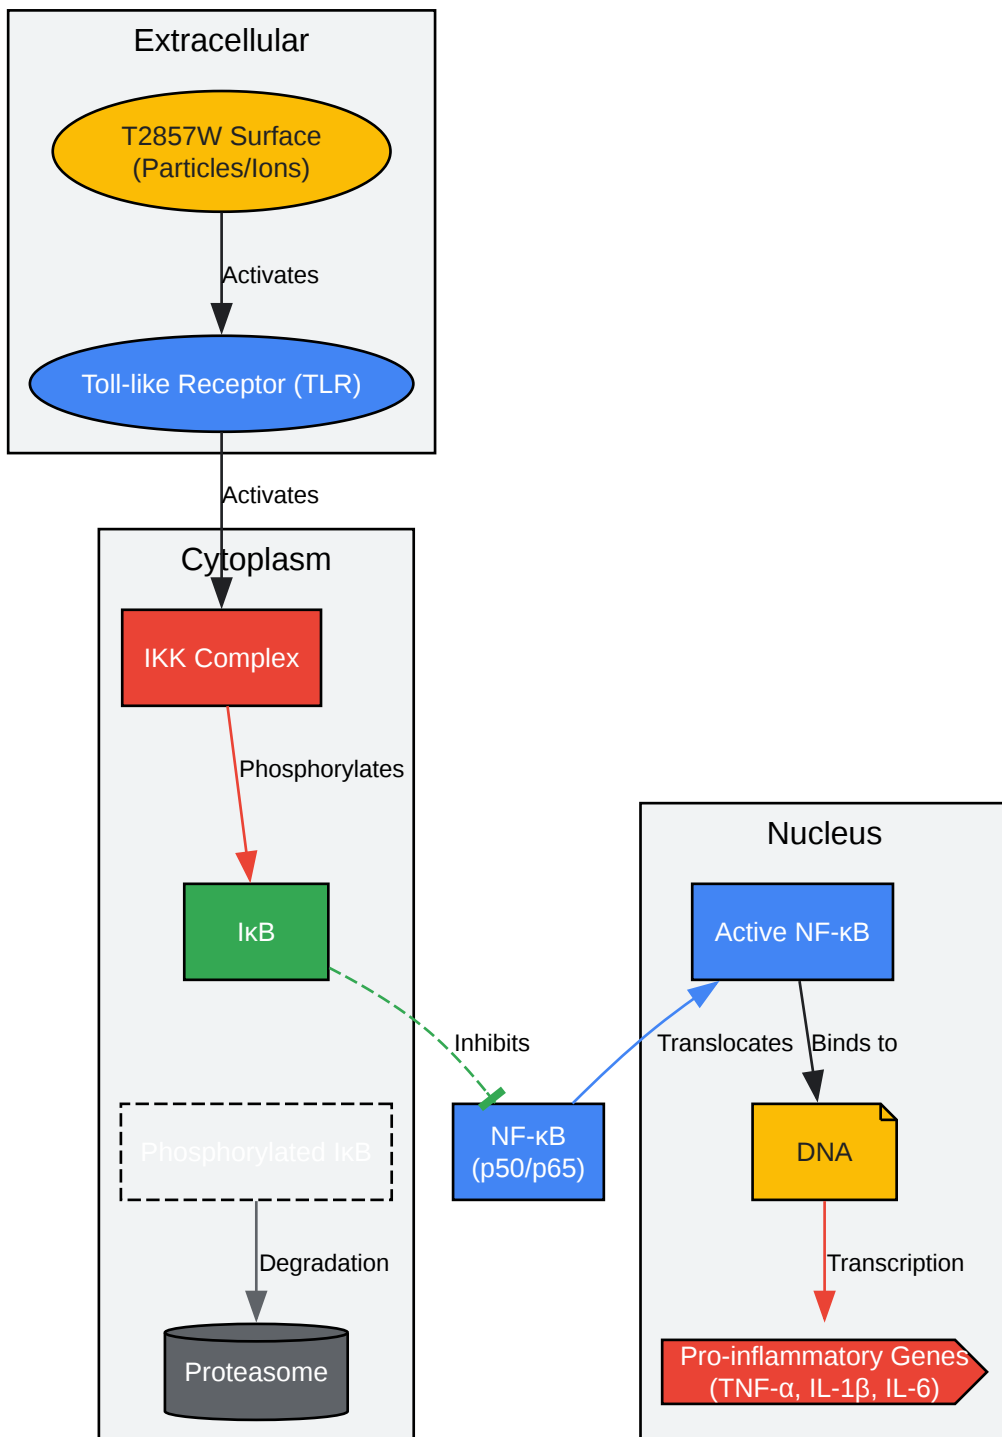 Extracellular
T2857W Surface
(Particles/Ions)
Activates
Toll-like Receptor (TLR)
Activates
Cytoplasm
IKK Complex
Phosphorylates
IκB
Inhibits
Phosphorylated IκB
NF-κB
(p50/p65)
Degradation
Proteasome
Nucleus
Active NF-κB
Translocates
Binds to
DNA
Transcription
Pro-inflammatory Genes
(TNF-α, IL-1β, IL-6)